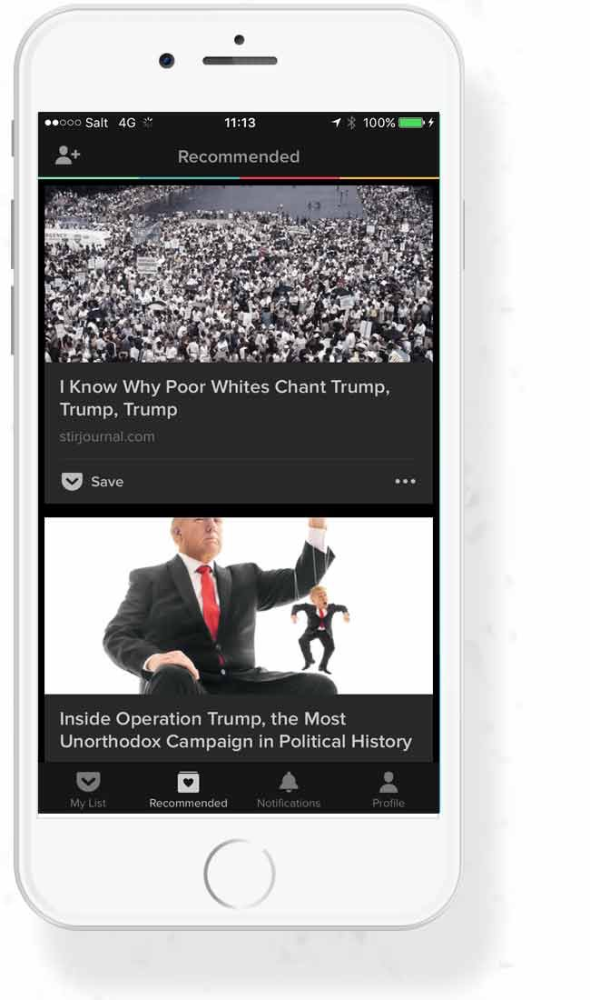 Salt 4G 11:13 100%
Recommended
I Know Why Poor Whites Chant Trump,
Trump, Trump
stirjournal.com
Save
Inside Operation Trump, the Most
Unorthodox Campaign in Political History
My List Recommended Notifications Profile